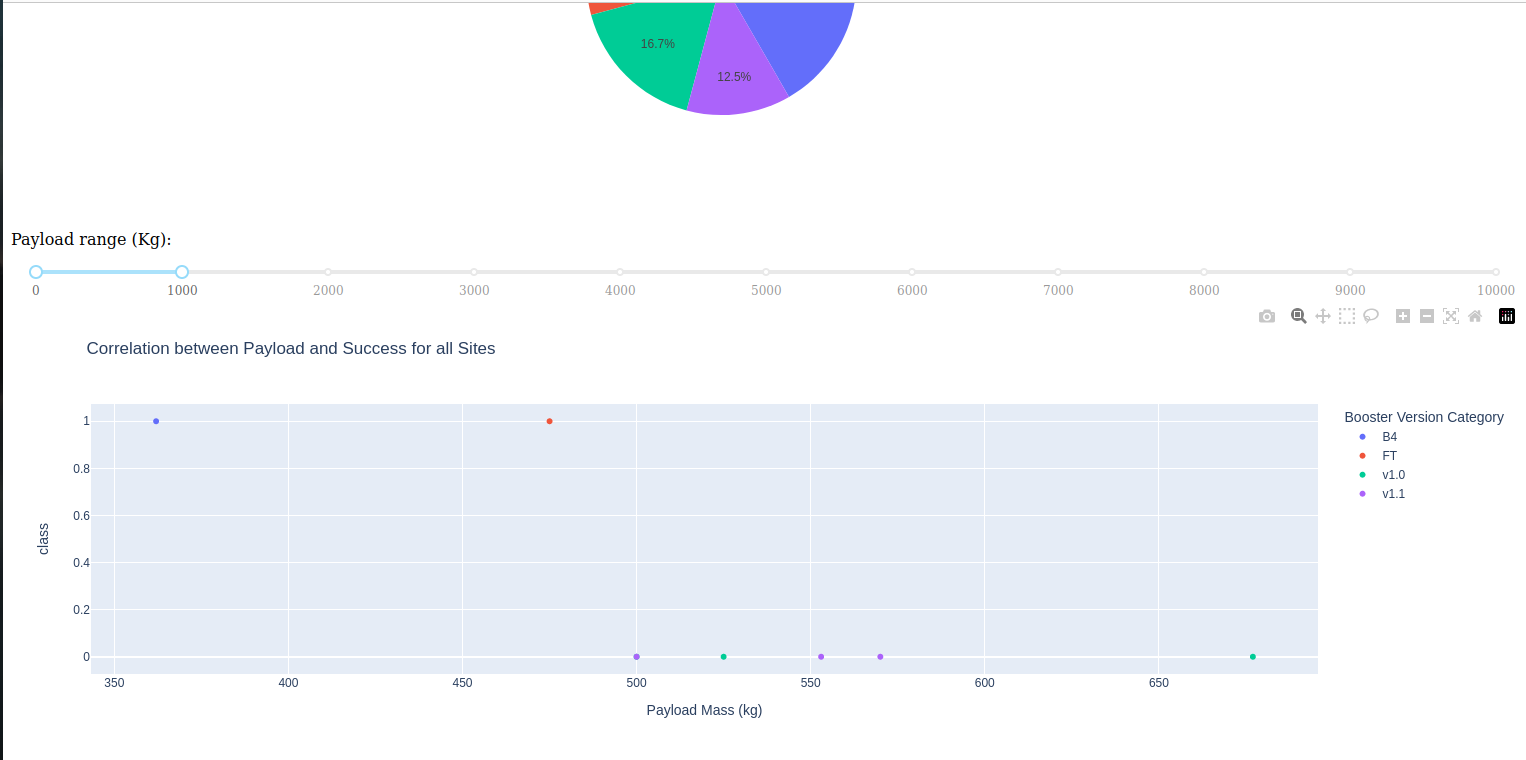 16.7%
12.5%
Payload range (Kg):
0 1000 2000 3000 4000 5000 6000 7000 8000 9000 10000
Correlation between Payload and Success for all Sites
Booster Version Category
B4
FT
v1.0
v1.1
1
0.8
0.6
0.4
0.2
0
class
350 400 450 500 550 600 650
Payload Mass (kg)